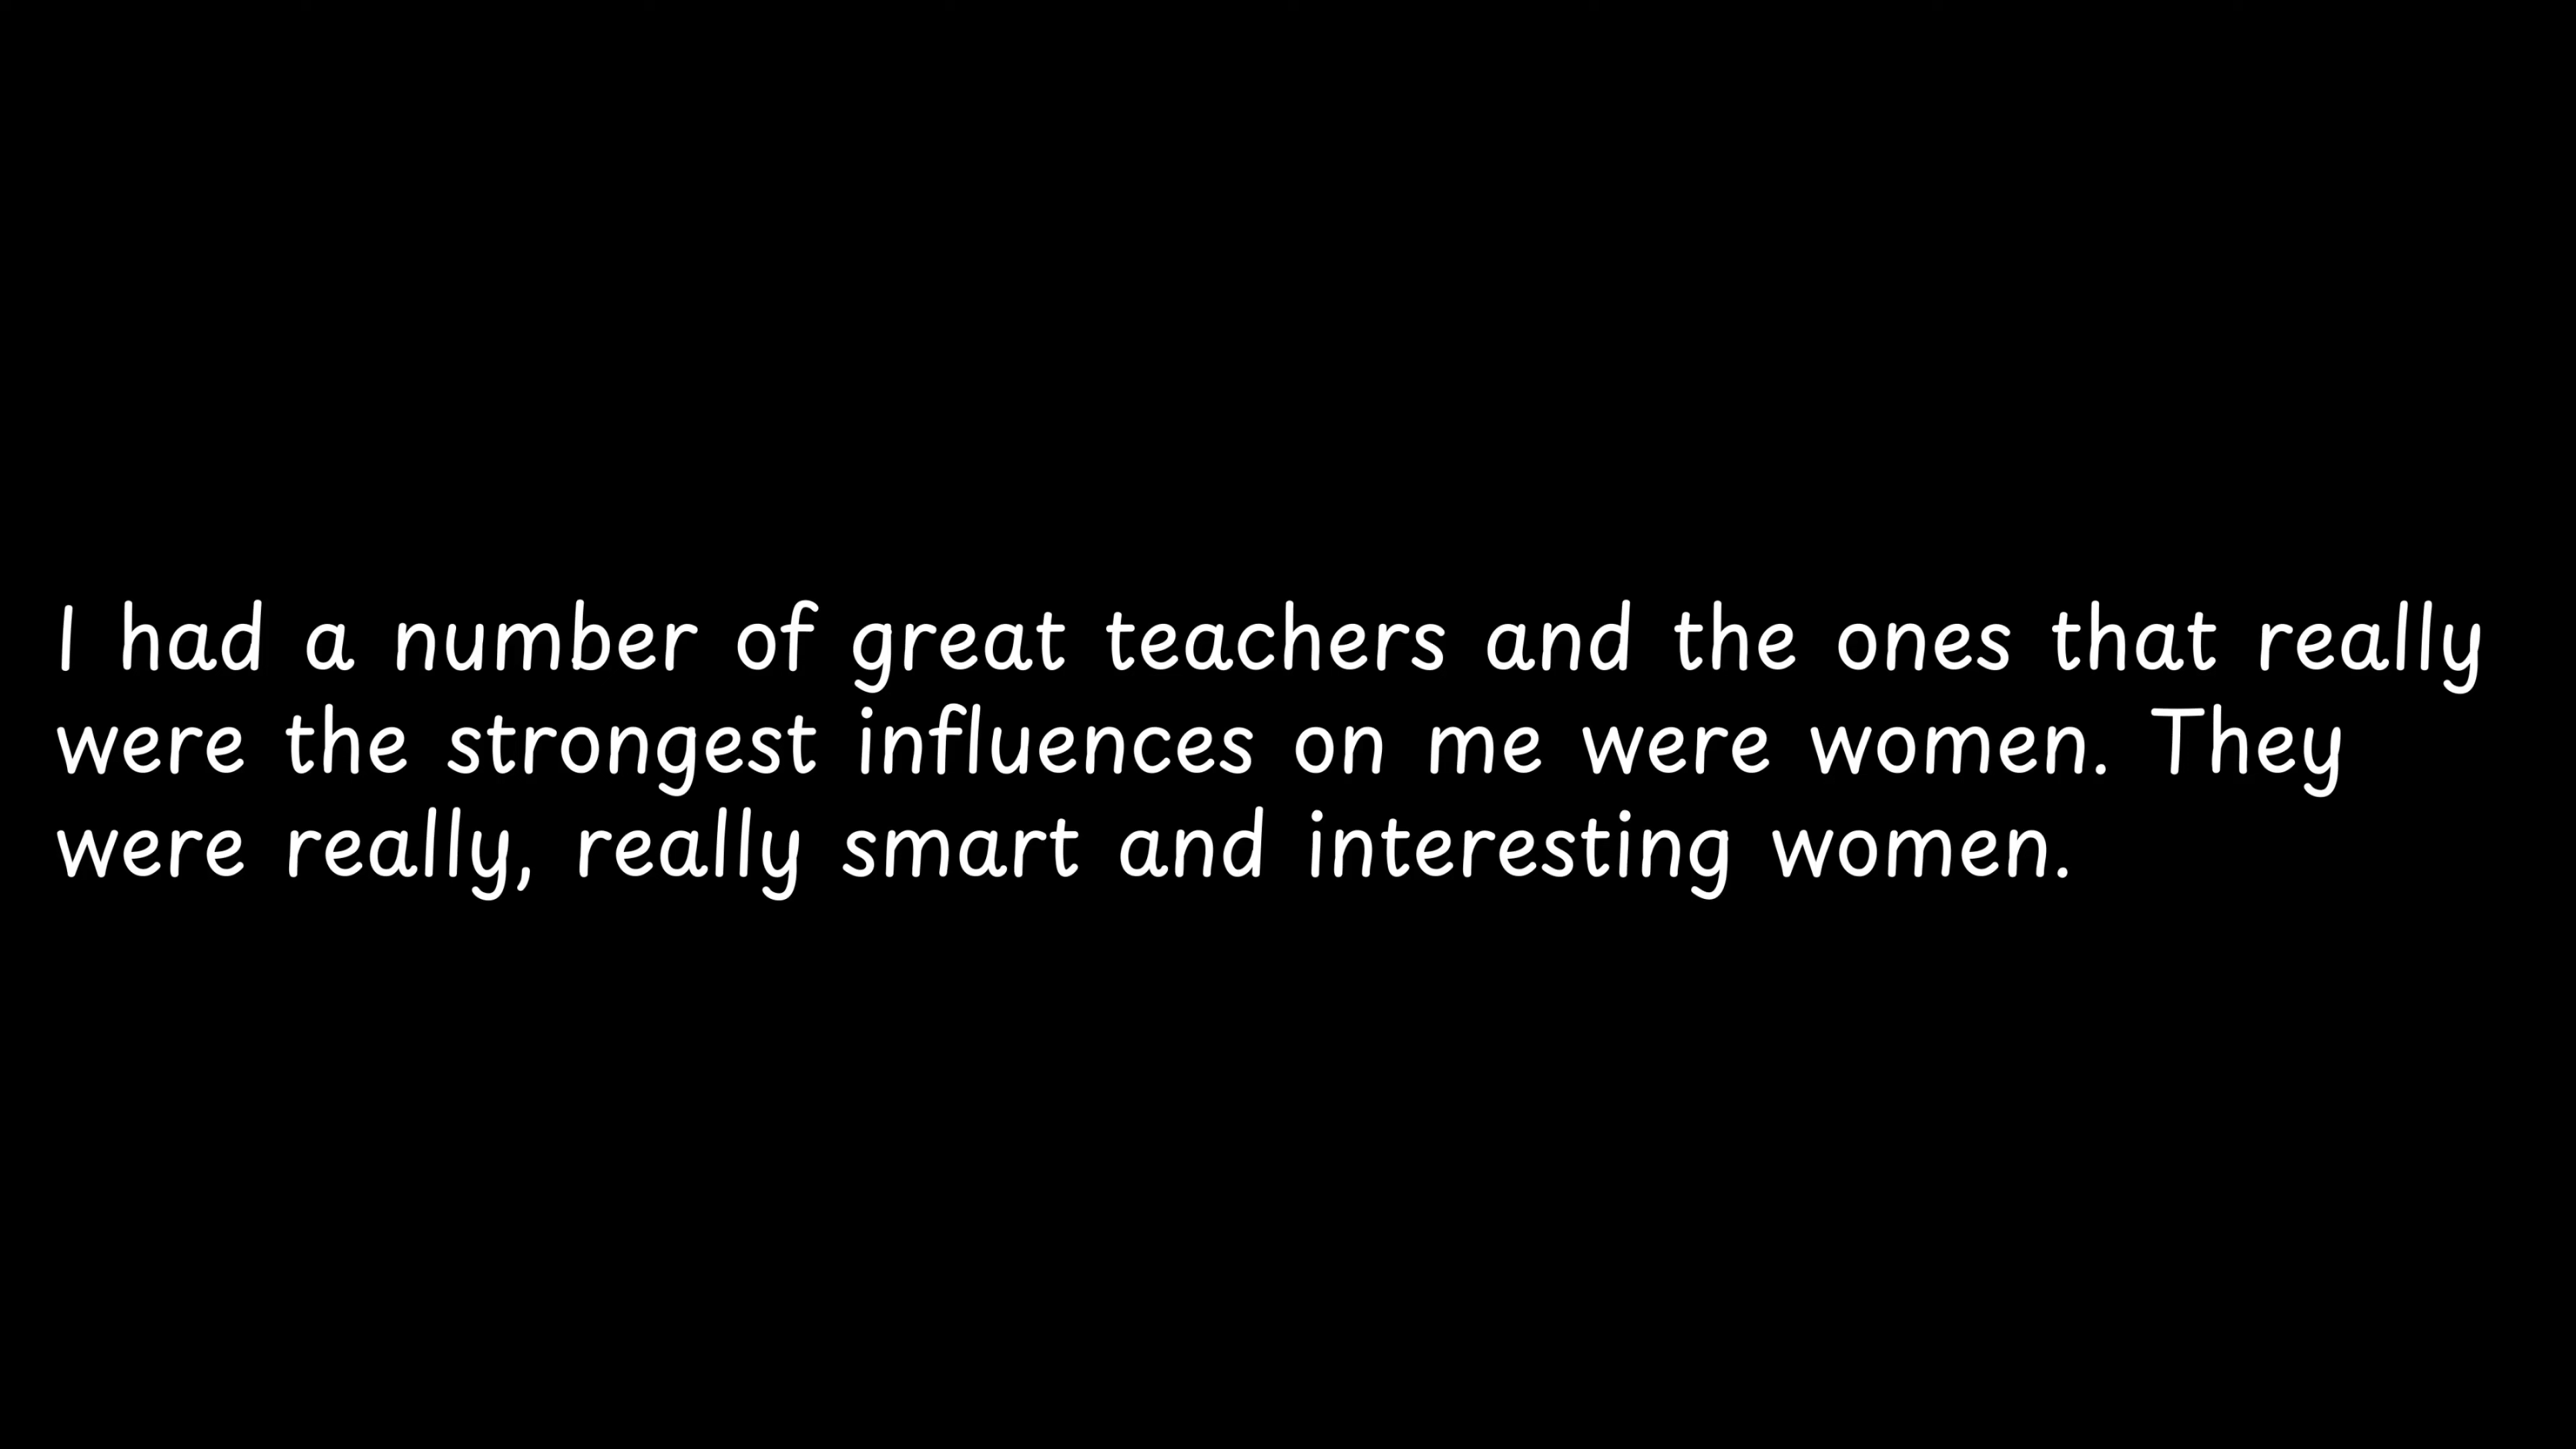 I had a number of great teachers and the ones that really
were the strongest influences on me were women. They
were really, really smart and interesting women.